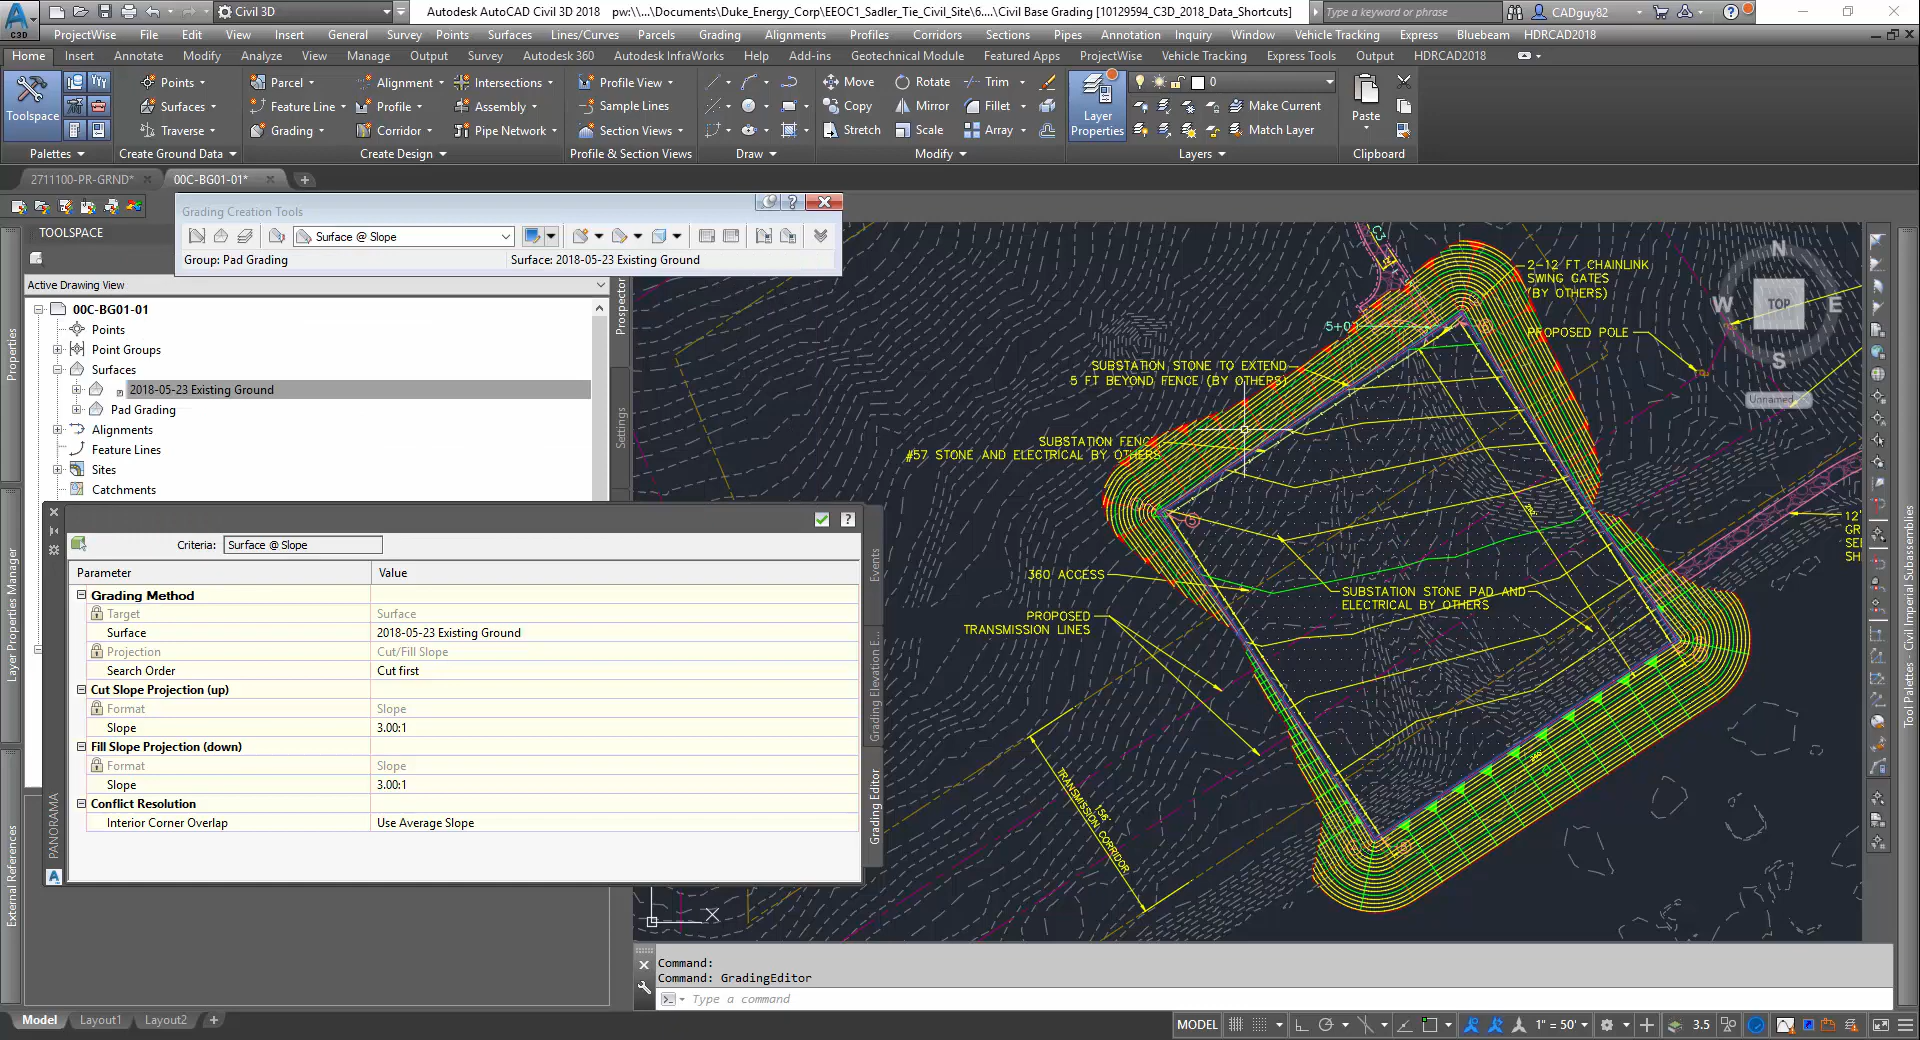 Civil 3D
Autodesk AutoCAD Civil 3D 2018 pw:\\...\Documents\Duke_Energy_Corp\EEOC1_Sadler_Tie_Civil_Site\6....\Civil Base Grading [10129594_C3D_2018_Data_Shortcuts]
Type a keyword or phrase
CADguy82
C3D
ProjectWise File Edit View Insert General Survey Points Surfaces Lines/Curves Parcels Grading Alignments Profiles Corridors Sections Pipes Annotation Inquiry Window Vehicle Tracking Express Bluebeam HDRCAD2018
Home Insert Annotate Modify Analyze View Manage Output Survey Autodesk 360 Autodesk InfraWorks Help Add-ins Geotechnical Module Featured Apps ProjectWise Vehicle Tracking Express Tools Output HDRCAD2018
Points Parcel Alignment Intersections Profile View Move Rotate Trim 0
Surfaces Feature Line Profile Assembly Sample Lines Copy Mirror Fillet Make Current
Toolspace Layer Properties Paste
Traverse Grading Corridor Pipe Network Section Views Stretch Scale Array Match Layer
Palettes Create Ground Data Create Design Profile & Section Views Draw Modify Layers Clipboard
2711100-PR-GRND* 00C-BG01-01*
Grading Creation Tools
Surface @ Slope
Group: Pad Grading Surface: 2018-05-23 Existing Ground
TOOLSPACE
Active Drawing View
00C-BG01-01
Points
Point Groups
Surfaces
2018-05-23 Existing Ground
Pad Grading
Alignments
Feature Lines
Sites
Catchments
Prospector
Settings
Properties
Layer Properties Manager
External References
Criteria: Surface @ Slope
Parameter Value
Grading Method
Target Surface
Surface 2018-05-23 Existing Ground
Projection Cut/Fill Slope
Search Order Cut first
Cut Slope Projection (up)
Format Slope
Slope 3.00:1
Fill Slope Projection (down)
Format Slope
Slope 3.00:1
Conflict Resolution
Interior Corner Overlap Use Average Slope
PANORAMA
Events
Grading Elevation E...
Grading Editor
C3
2-12 FT CHAINLINK
SWING GATES
(BY OTHERS)
PROPOSED POLE
5+0
SUBSTATION STONE TO EXTEND
5 FT BEYOND FENCE (BY OTHERS)
SUBSTATION FENC
#57 STONE AND ELECTRICAL BY OTHERS
360 ACCESS
PROPOSED
TRANSMISSION LINES
SUBSTATION STONE PAD AND
ELECTRICAL BY OTHERS
156'
TRANSMISSION CORRIDOR
12'
GR
SE
SH
N
W TOP E
S
Unnamed
Tool Palettes - Civil Imperial Subassemblies
X
Command:
Command: GradingEditor
Type a command
Model Layout1 Layout2
MODEL 1" = 50' 3.5